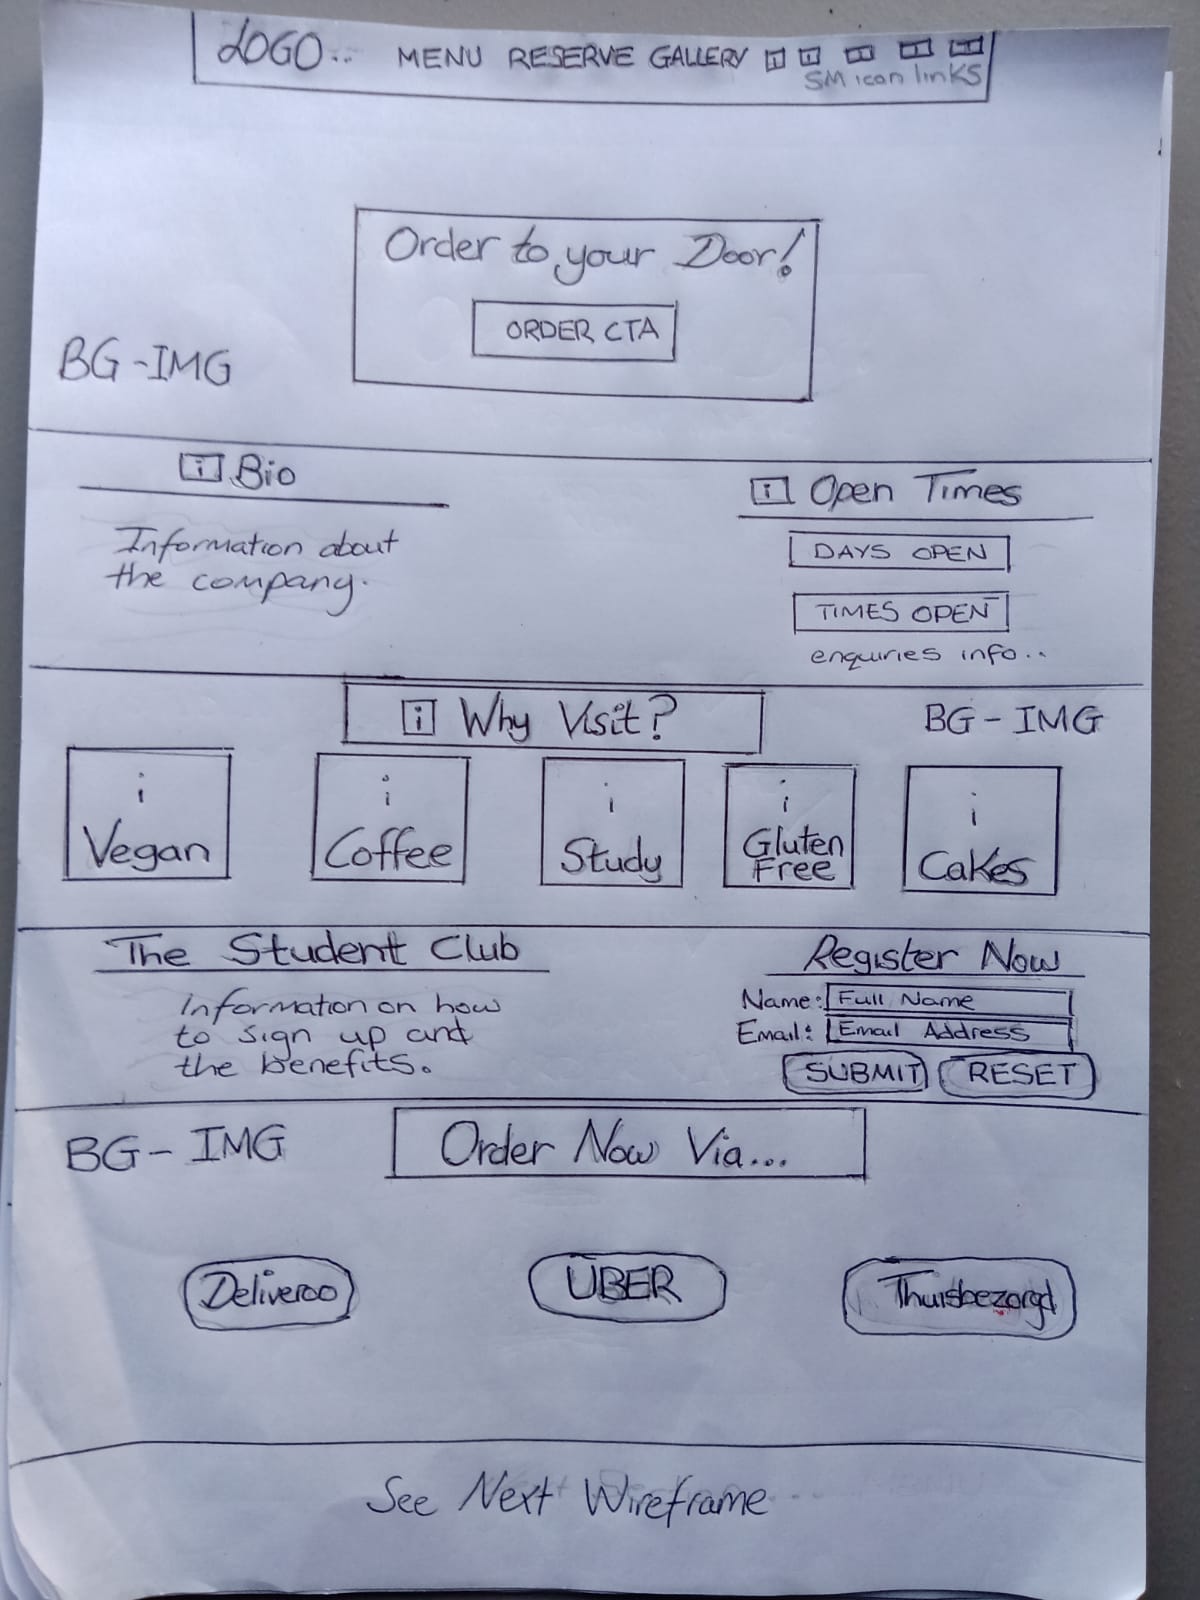 LOGO... MENU RESERVE GALLERY i i i i i
SM icon links
Order to your Door!
ORDER CTA
BG-IMG
i Bio
Information about
the company.
i Open Times
DAYS OPEN
TIMES OPEN
enquiries info...
i Why Visit?
BG-IMG
i
Vegan
i
Coffee
i
Study
i
Gluten
Free
i
Cakes
The Student Club
Information on how
to sign up and
the benefits.
Register Now
Name: Full Name
Email: Email Address
SUBMIT RESET
BG-IMG
Order Now Via...
Deliveroo
UBER
Thuisbezorgd
See Next Wireframe...